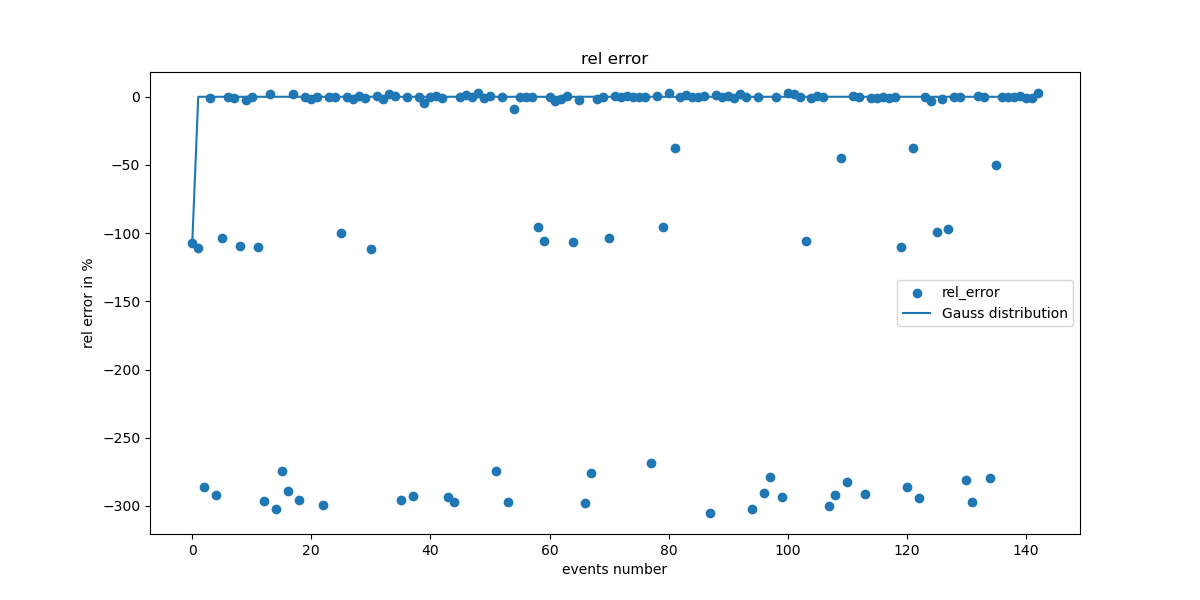 rel error
rel error in %
0
−50
−100
−150
−200
−250
−300
rel_error
Gauss distribution
0 20 40 60 80 100 120 140
events number